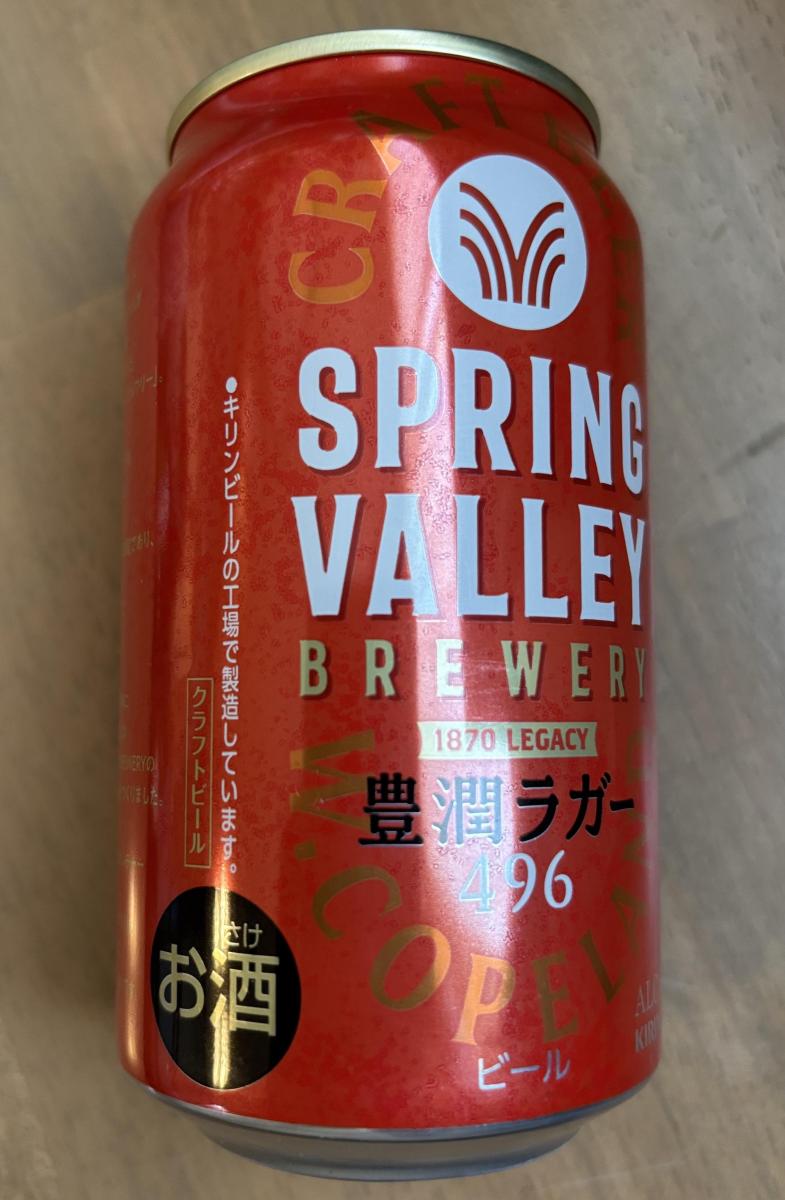 CRAFT
SPRING
VALLEY
BREWERY
1870 LEGACY
豊潤ラガー
496
W.COPELAND
ビール
●キリンビールの工場で製造しています。
クラフトビール
さけ
お酒